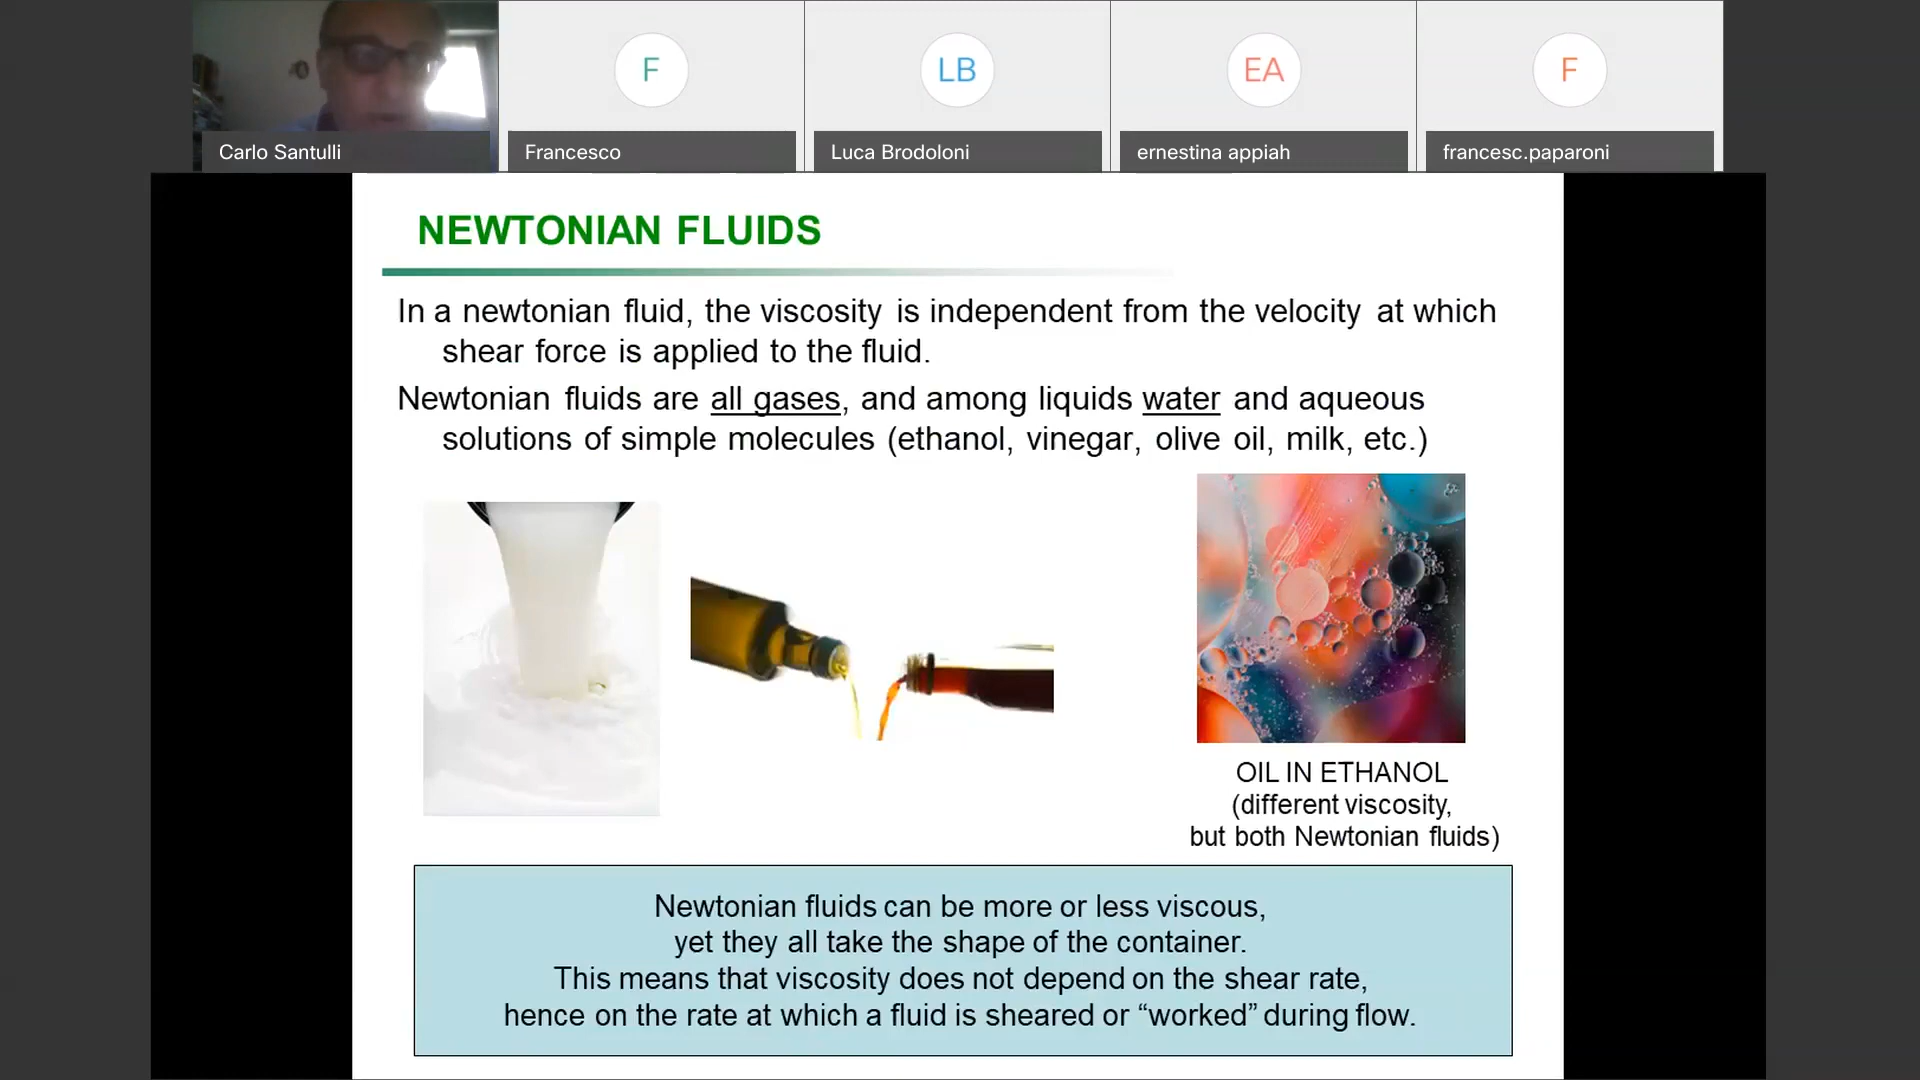 F
LB
EA
F
Carlo Santulli
Francesco
Luca Brodoloni
ernestina appiah
francesc.paparoni
NEWTONIAN FLUIDS
In a newtonian fluid, the viscosity is independent from the velocity at which
shear force is applied to the fluid.
Newtonian fluids are all gases, and among liquids water and aqueous
solutions of simple molecules (ethanol, vinegar, olive oil, milk, etc.)
OIL IN ETHANOL
(different viscosity,
but both Newtonian fluids)
Newtonian fluids can be more or less viscous,
yet they all take the shape of the container.
This means that viscosity does not depend on the shear rate,
hence on the rate at which a fluid is sheared or “worked” during flow.